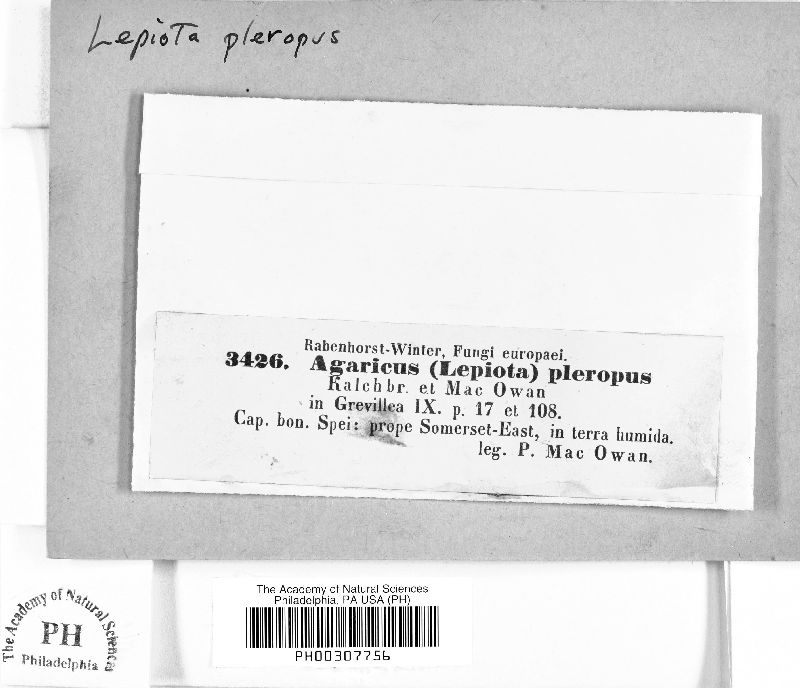 Lepiota pleropus
Rabenhorst-Winter, Fungi europaei.
3426. Agaricus (Lepiota) pleropus
Kalchbr. et Mac Owan
in Grevillea IX. p. 17 et 108.
Cap. bon. Spei: prope Somerset-East, in terra humida.
leg. P. Mac Owan.
The Academy of Natural Sciences
PH
Philadelphia
The Academy of Natural Sciences
Philadelphia, PA USA (PH)
PH00307756